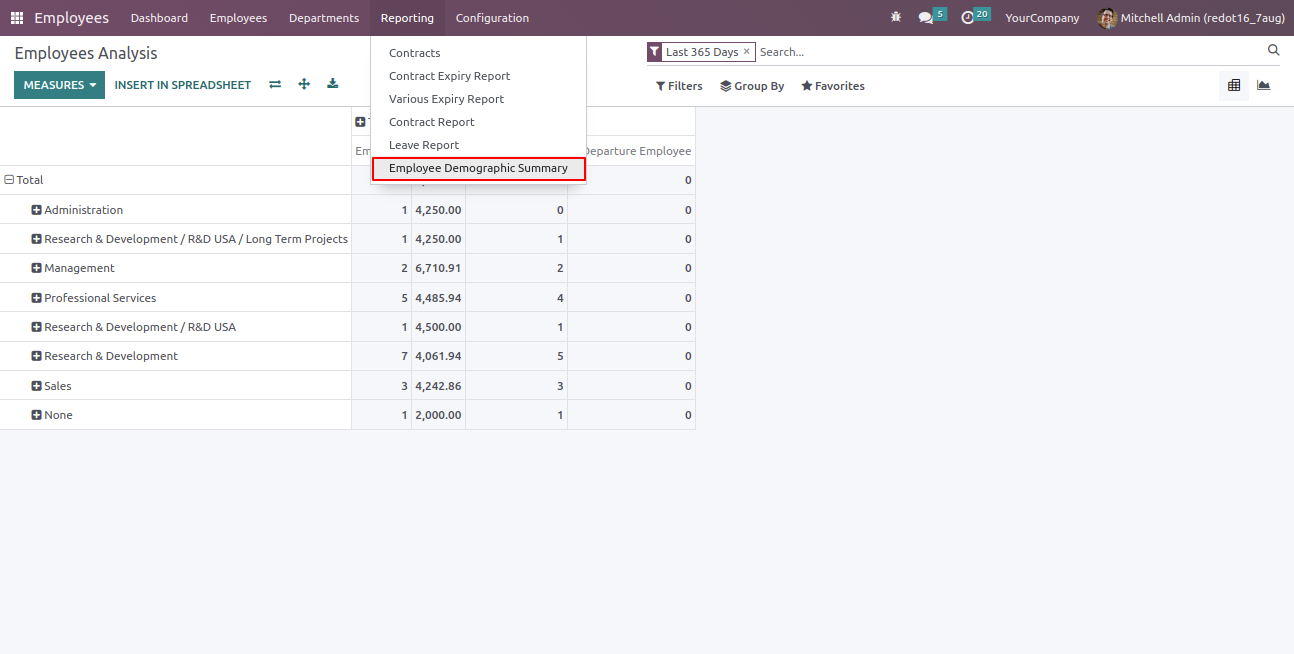 Employees Dashboard Employees Departments Reporting Configuration 5 20 YourCompany Mitchell Admin (redot16_7aug)
Employees Analysis
Last 365 Days × Search...
MEASURES INSERT IN SPREADSHEET
Filters Group By Favorites
Contracts
Contract Expiry Report
Various Expiry Report
Contract Report
Leave Report
Employee Demographic Summary
Departure Employee
Total 0
Administration 1 4,250.00 0 0
Research & Development / R&D USA / Long Term Projects 1 4,250.00 1 0
Management 2 6,710.91 2 0
Professional Services 5 4,485.94 4 0
Research & Development / R&D USA 1 4,500.00 1 0
Research & Development 7 4,061.94 5 0
Sales 3 4,242.86 3 0
None 1 2,000.00 1 0